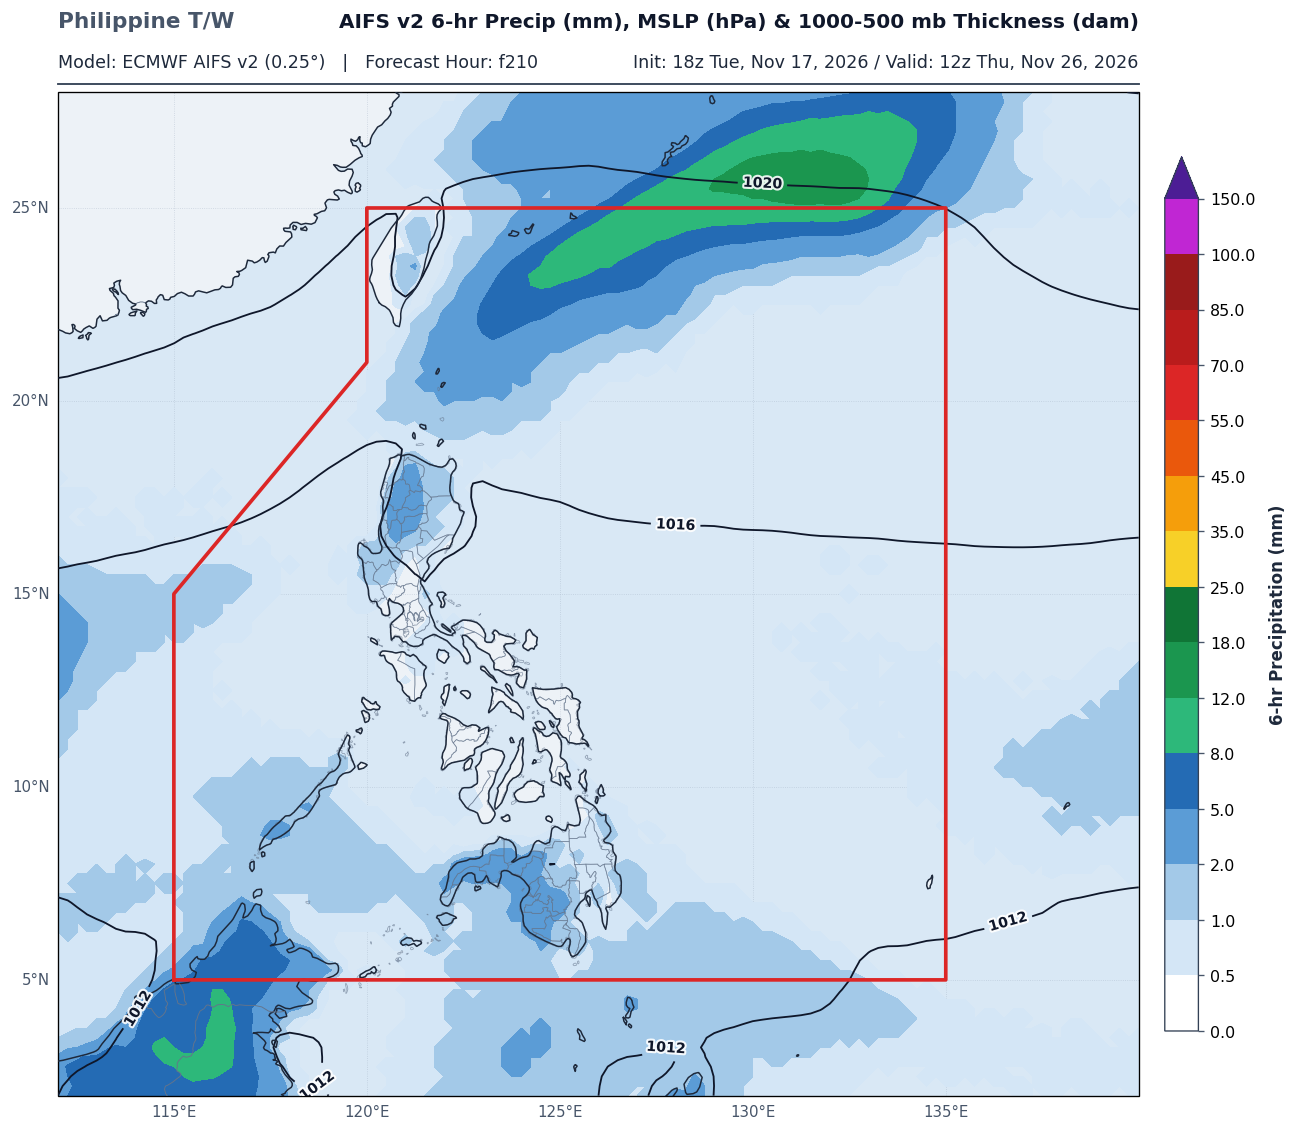 Philippine T/W
AIFS v2 6-hr Precip (mm), MSLP (hPa) & 1000-500 mb Thickness (dam)
Model: ECMWF AIFS v2 (0.25°) | Forecast Hour: f210
Init: 18z Tue, Nov 17, 2026 / Valid: 12z Thu, Nov 26, 2026
25°N
20°N
15°N
10°N
5°N
115°E
120°E
125°E
130°E
135°E
1020
1016
1012
1012
1012
1012
150.0
100.0
85.0
70.0
55.0
45.0
35.0
25.0
18.0
12.0
8.0
5.0
2.0
1.0
0.5
0.0
6-hr Precipitation (mm)